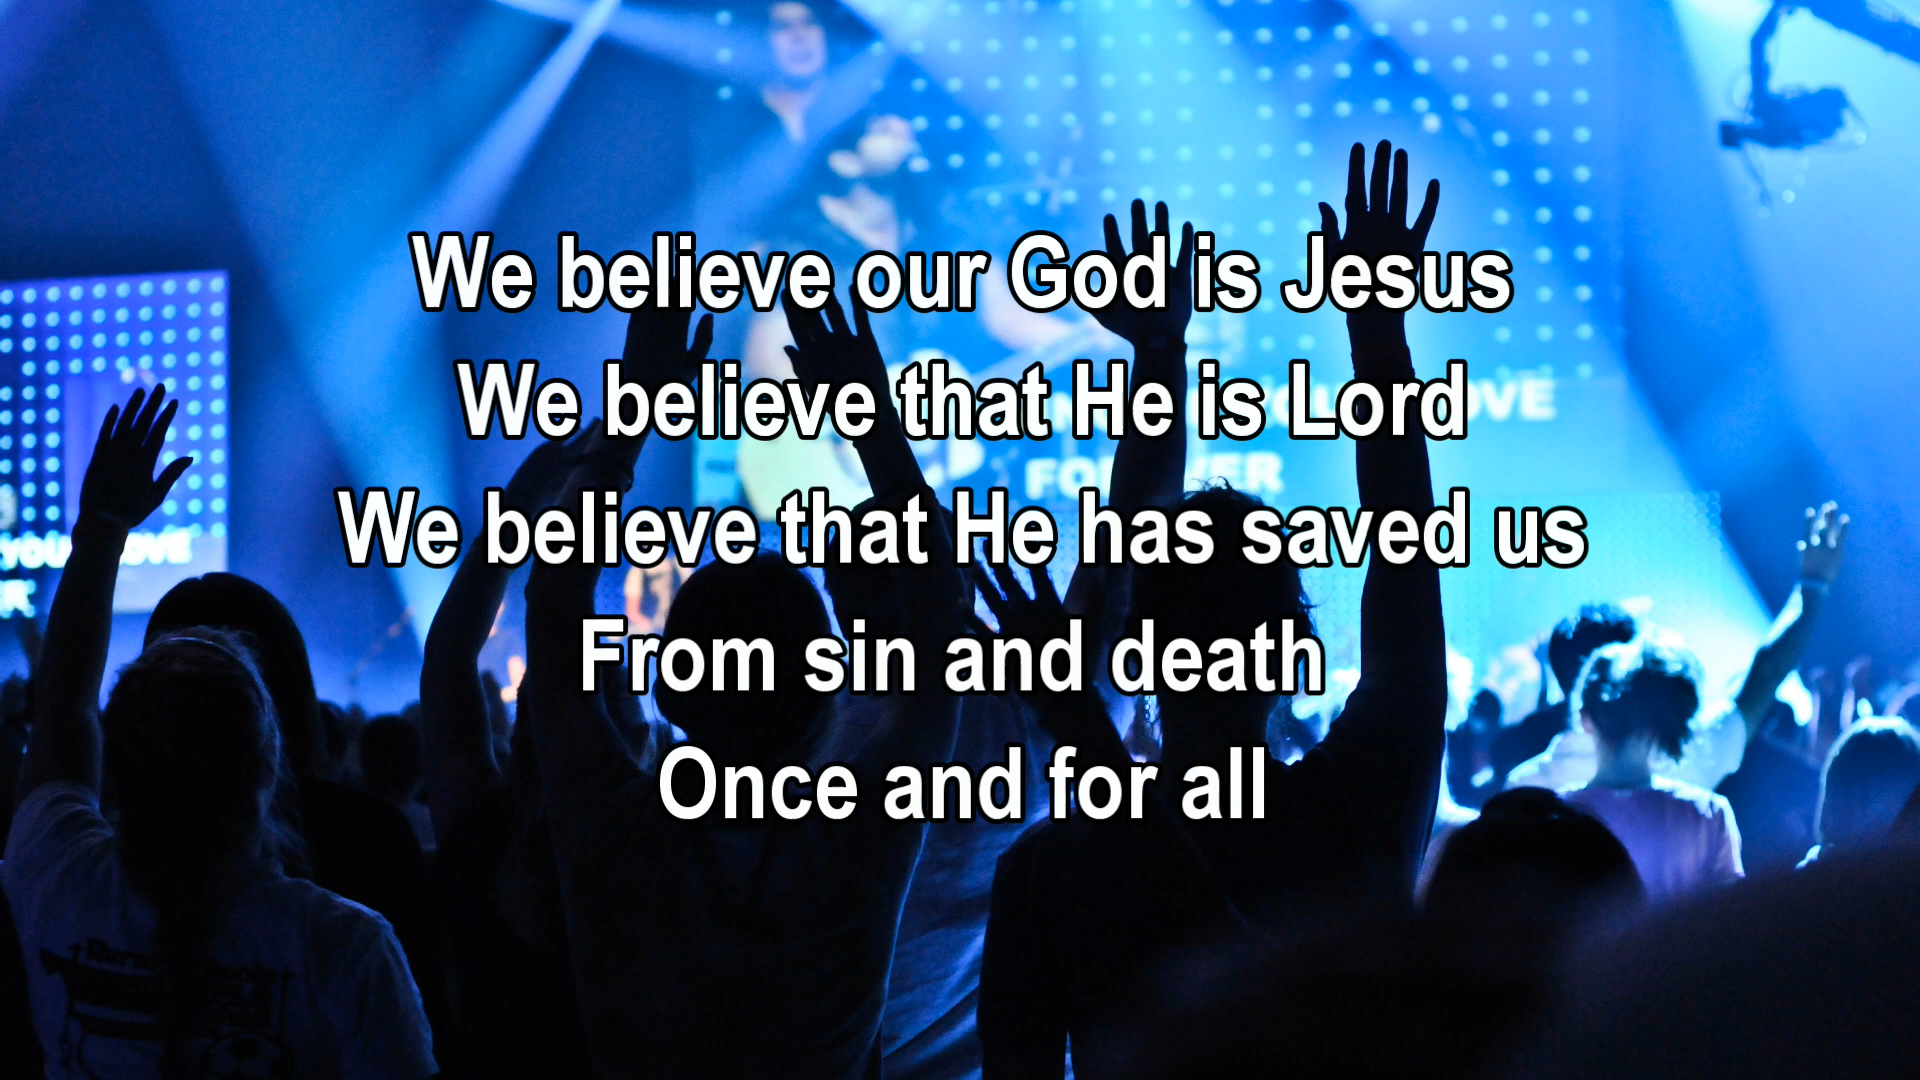 We believe our God is Jesus
We believe that He is Lord
We believe that He has saved us
From sin and death
Once and for all